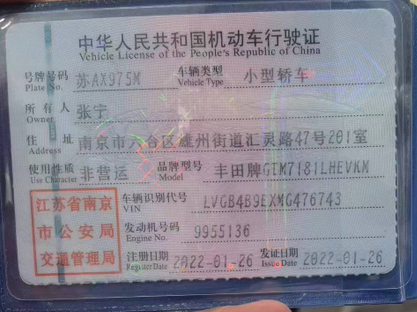 中华人民共和国机动车行驶证
Vehicle License of the People's Republic of China
号牌号码 苏AX975M 车辆类型 小型轿车
Plate No. Vehicle Type
所有人 张宁
Owner
住址 南京市六合区雄州街道汇灵路47号201室
Address
使用性质 非营运 品牌型号 丰田牌GTM7181LHEVKM
Use Character Model
江苏省南京
市公安局
交通管理局
车辆识别代号 LVGB4B9EXMG476743
VIN
发动机号码 9955136
Engine No.
注册日期 2022-01-26 发证日期 2022-01-26
Register Date Issue Date